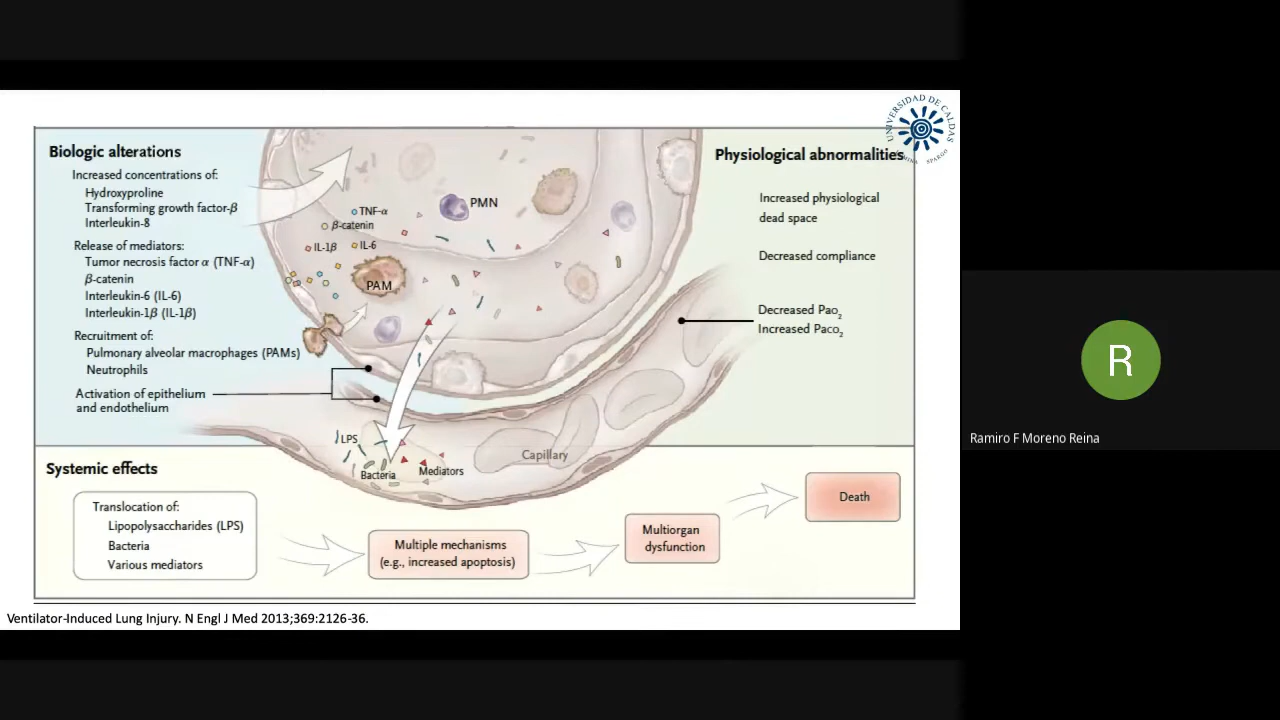 UNIVERSIDAD DE CALDAS
Biologic alterations
Increased concentrations of:
Hydroxyproline
Transforming growth factor-β
Interleukin-8
Release of mediators:
Tumor necrosis factor α (TNF-α)
β-catenin
Interleukin-6 (IL-6)
Interleukin-1β (IL-1β)
Recruitment of:
Pulmonary alveolar macrophages (PAMs)
Neutrophils
Activation of epithelium
and endothelium
TNF-α
β-catenin
IL-1β
IL-6
PMN
PAM
LPS
Bacteria
Mediators
Capillary
Physiological abnormalities
Increased physiological
dead space
Decreased compliance
Decreased Pao₂
Increased Paco₂
Systemic effects
Translocation of:
Lipopolysaccharides (LPS)
Bacteria
Various mediators
Multiple mechanisms
(e.g., increased apoptosis)
Multiorgan
dysfunction
Death
Ventilator-Induced Lung Injury. N Engl J Med 2013;369:2126-36.
R
Ramiro F Moreno Reina